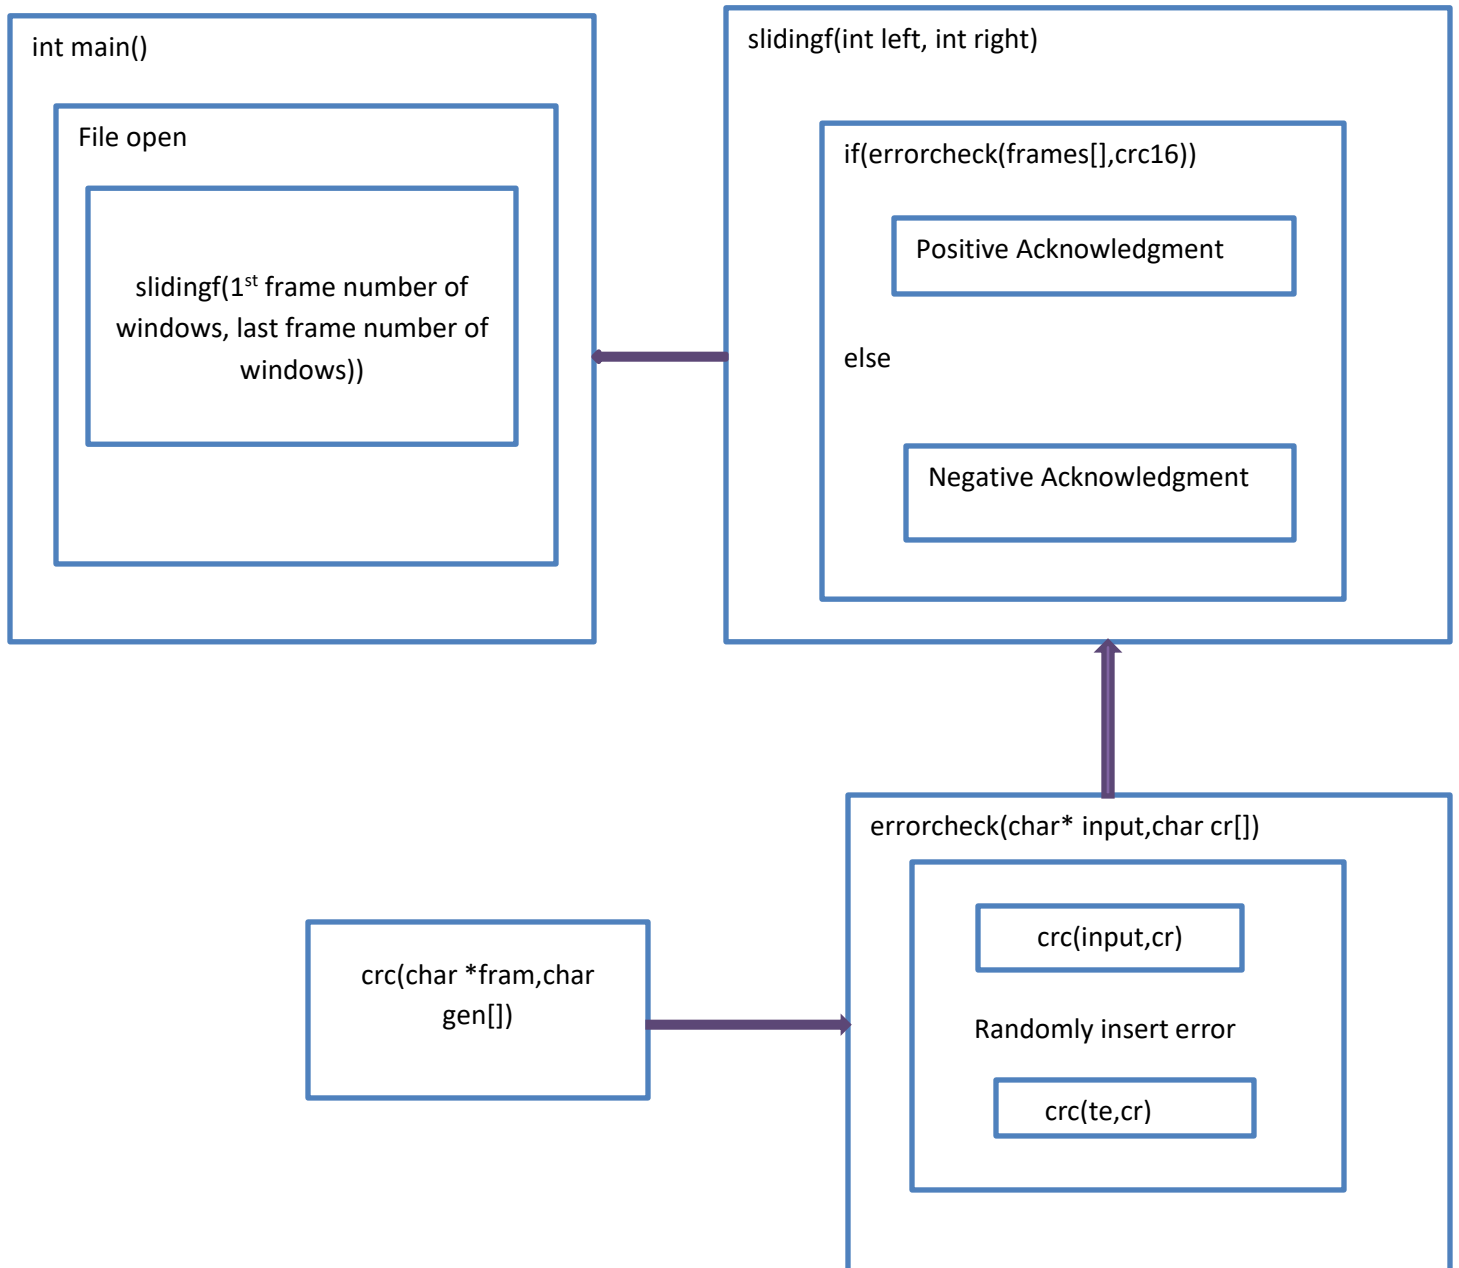 int main()
File open
slidingf(1st frame number of
windows, last frame number of
windows))
slidingf(int left, int right)
if(errorcheck(frames[],crc16))
Positive Acknowledgment
else
Negative Acknowledgment
crc(char *fram,char
gen[])
errorcheck(char* input,char cr[])
crc(input,cr)
Randomly insert error
crc(te,cr)